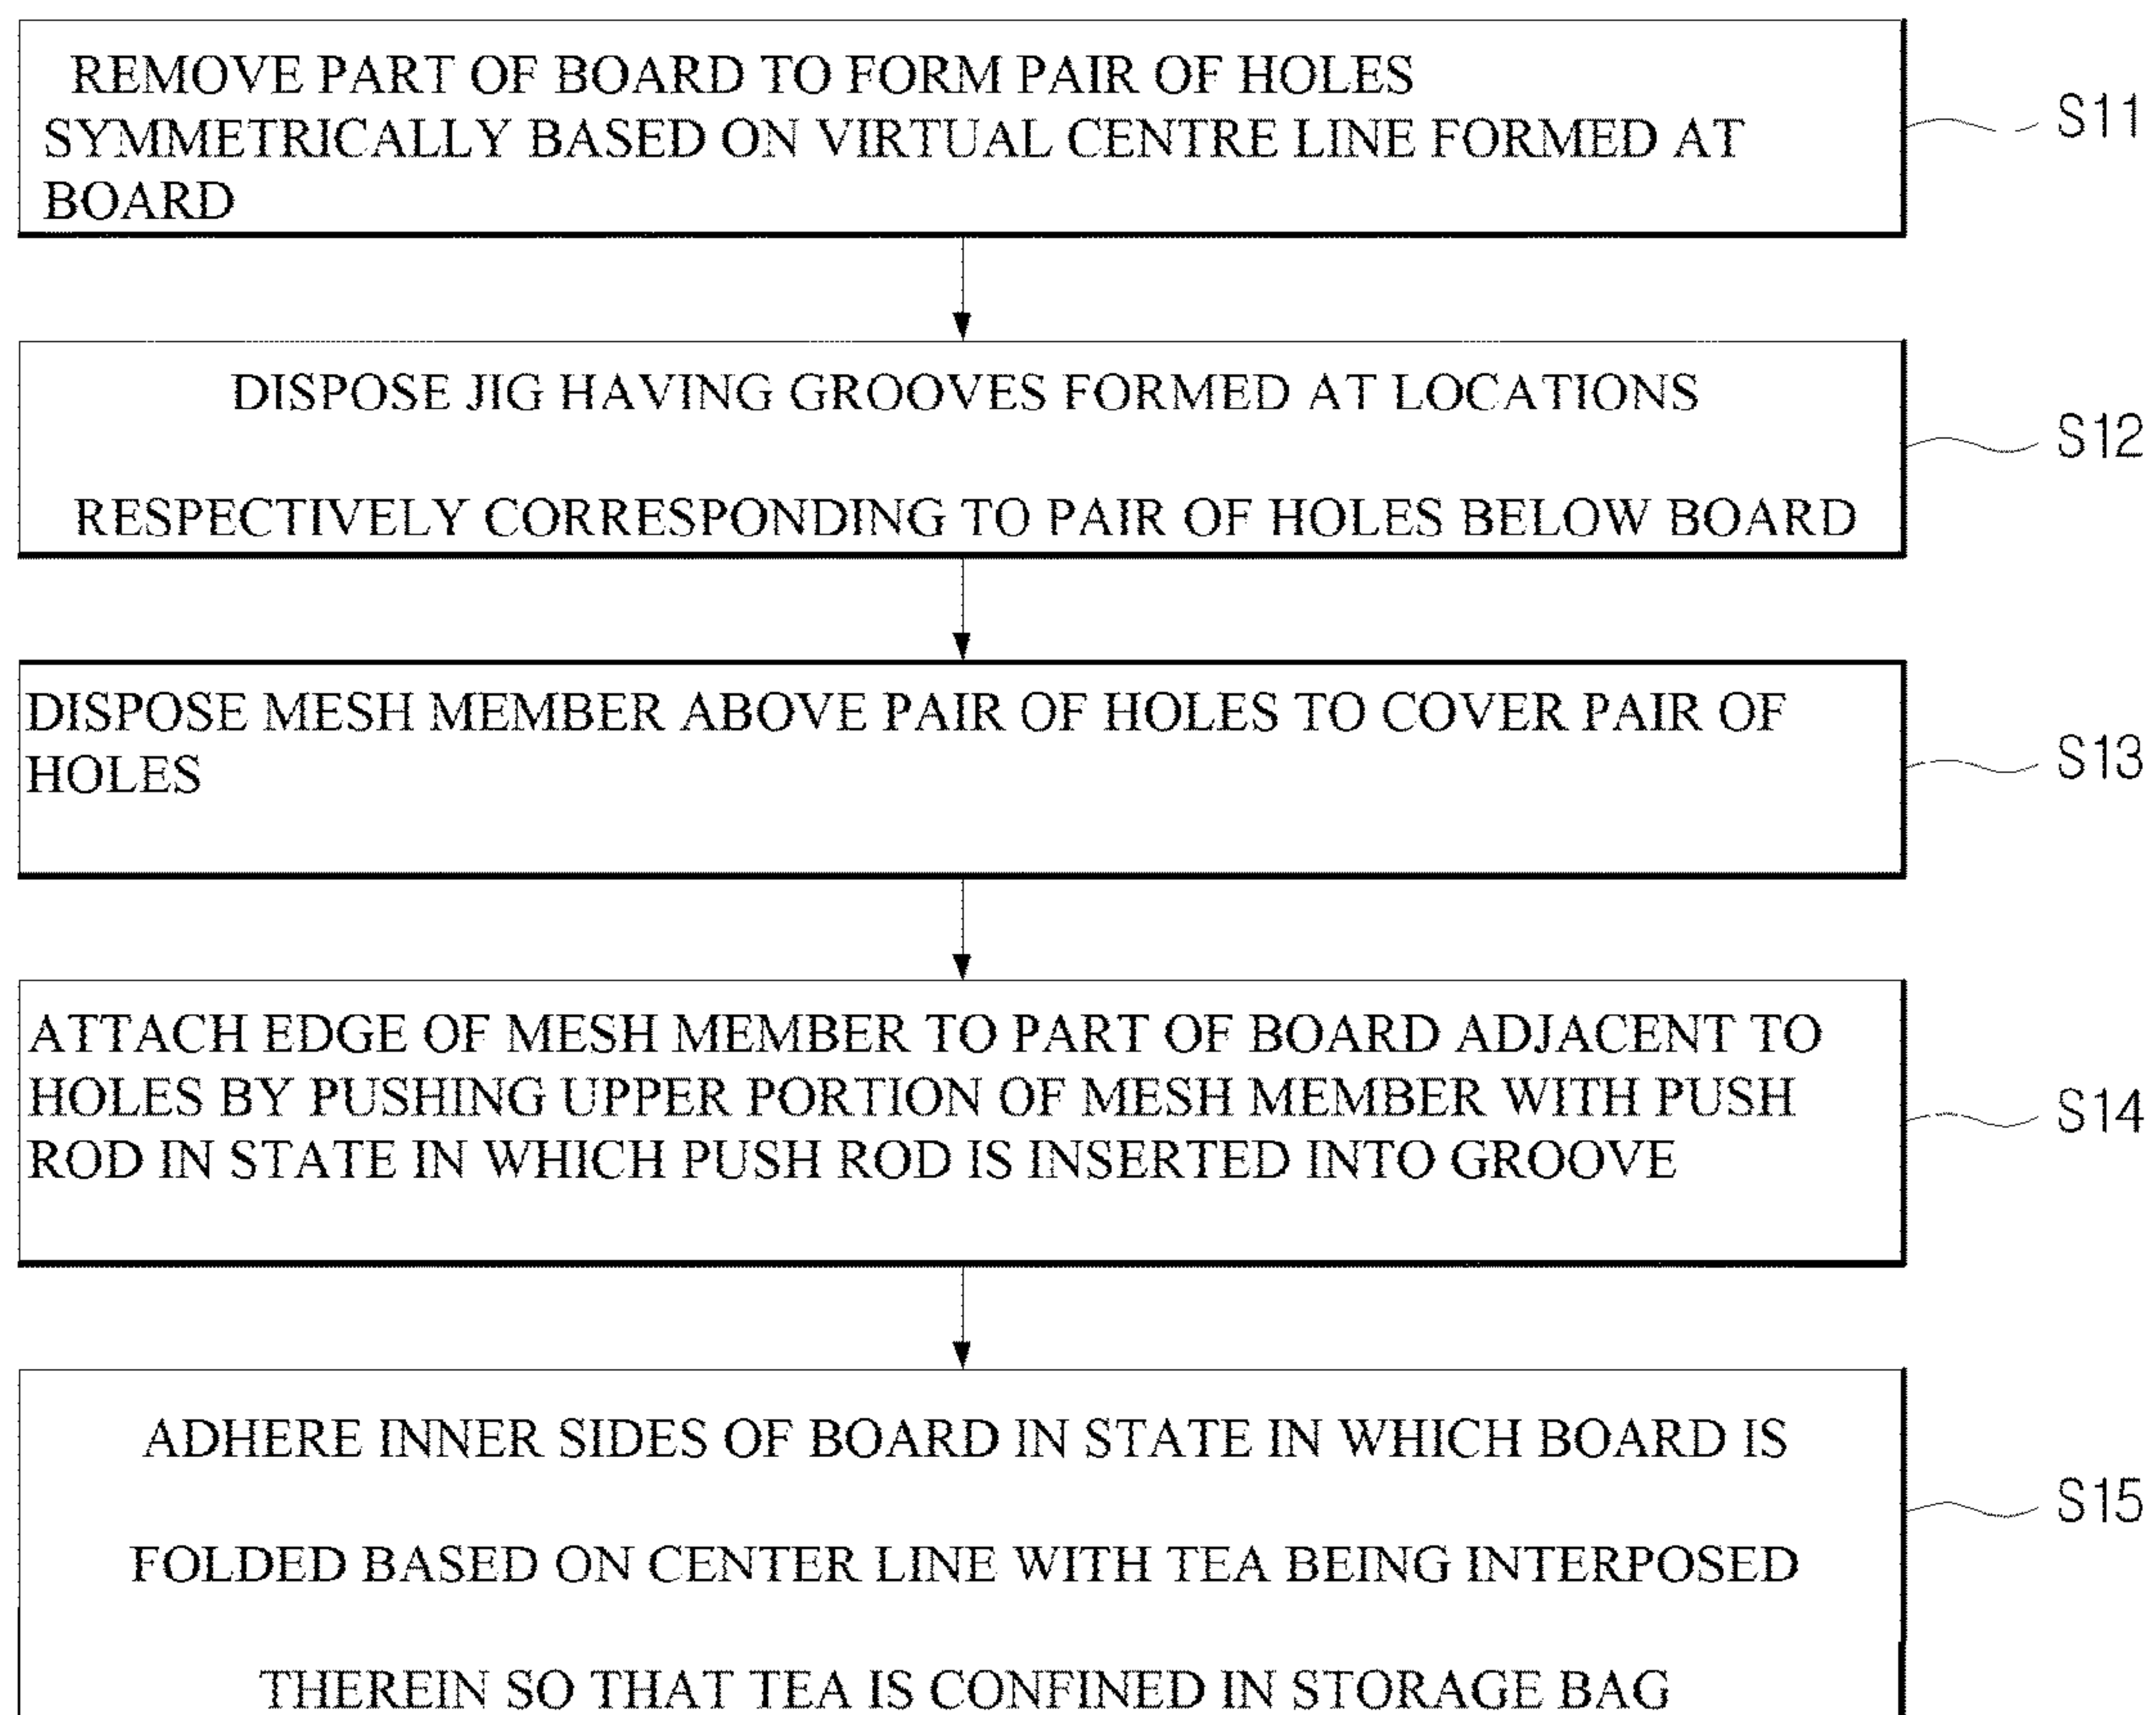 REMOVE PART OF BOARD TO FORM PAIR OF HOLES
SYMMETRICALLY BASED ON VIRTUAL CENTRE LINE FORMED AT
BOARD
S11
DISPOSE JIG HAVING GROOVES FORMED AT LOCATIONS
RESPECTIVELY CORRESPONDING TO PAIR OF HOLES BELOW BOARD
S12
DISPOSE MESH MEMBER ABOVE PAIR OF HOLES TO COVER PAIR OF
HOLES
S13
ATTACH EDGE OF MESH MEMBER TO PART OF BOARD ADJACENT TO
HOLES BY PUSHING UPPER PORTION OF MESH MEMBER WITH PUSH
ROD IN STATE IN WHICH PUSH ROD IS INSERTED INTO GROOVE
S14
ADHERE INNER SIDES OF BOARD IN STATE IN WHICH BOARD IS
FOLDED BASED ON CENTER LINE WITH TEA BEING INTERPOSED
THEREIN SO THAT TEA IS CONFINED IN STORAGE BAG
S15